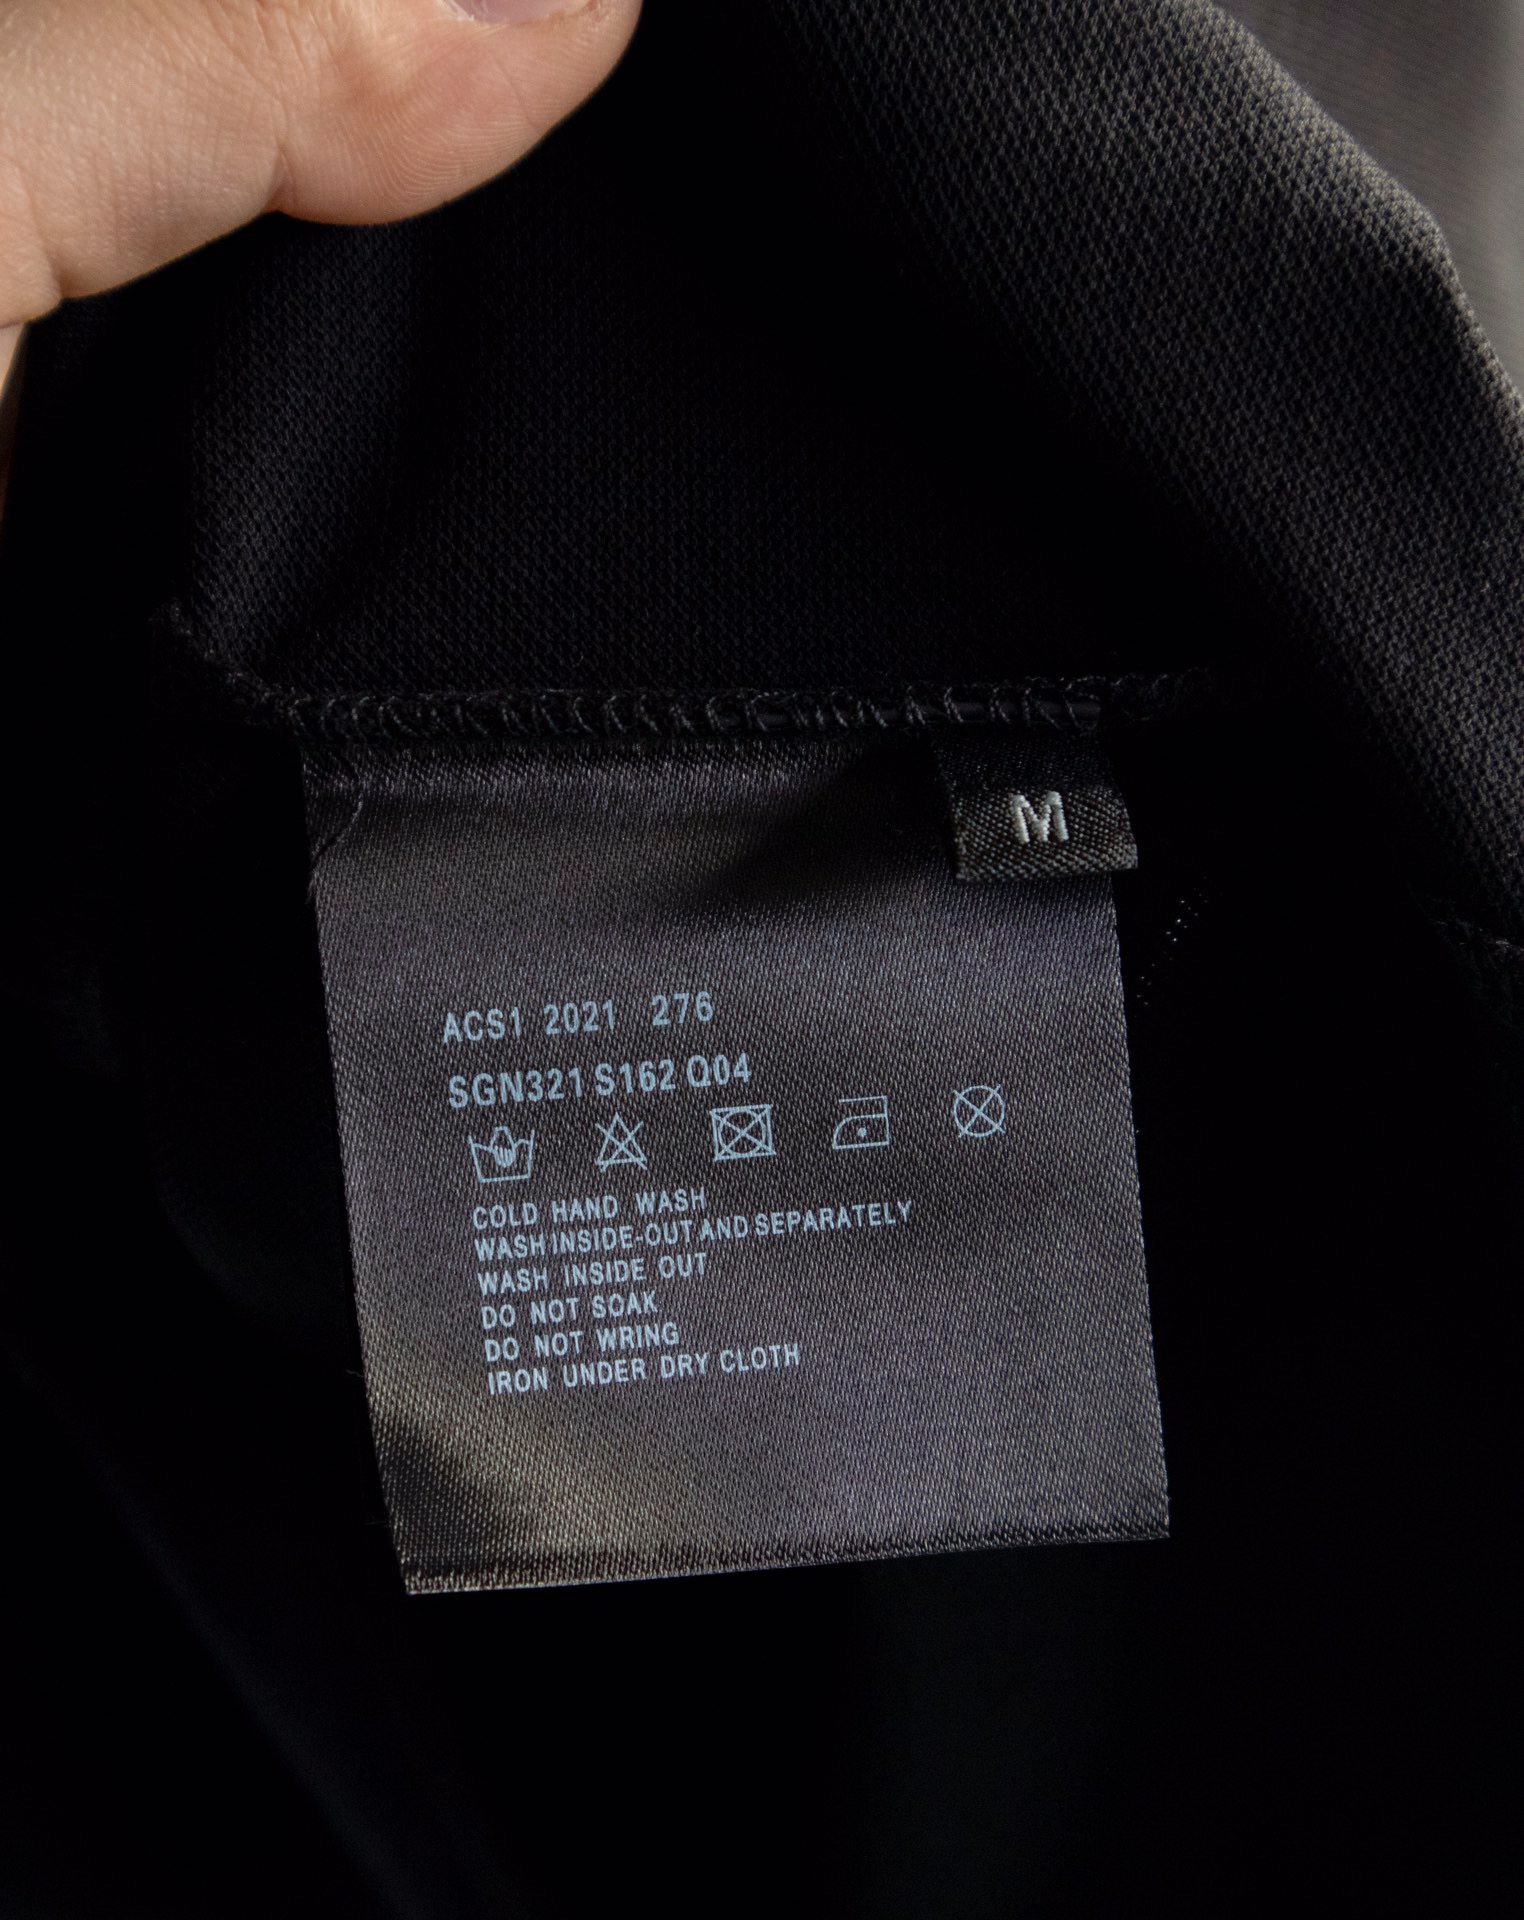 M
ACS1 2021 276
SGN321 S162 Q04
COLD HAND WASH
WASH INSIDE-OUT AND SEPARATELY
WASH INSIDE OUT
DO NOT SOAK
DO NOT WRING
IRON UNDER DRY CLOTH